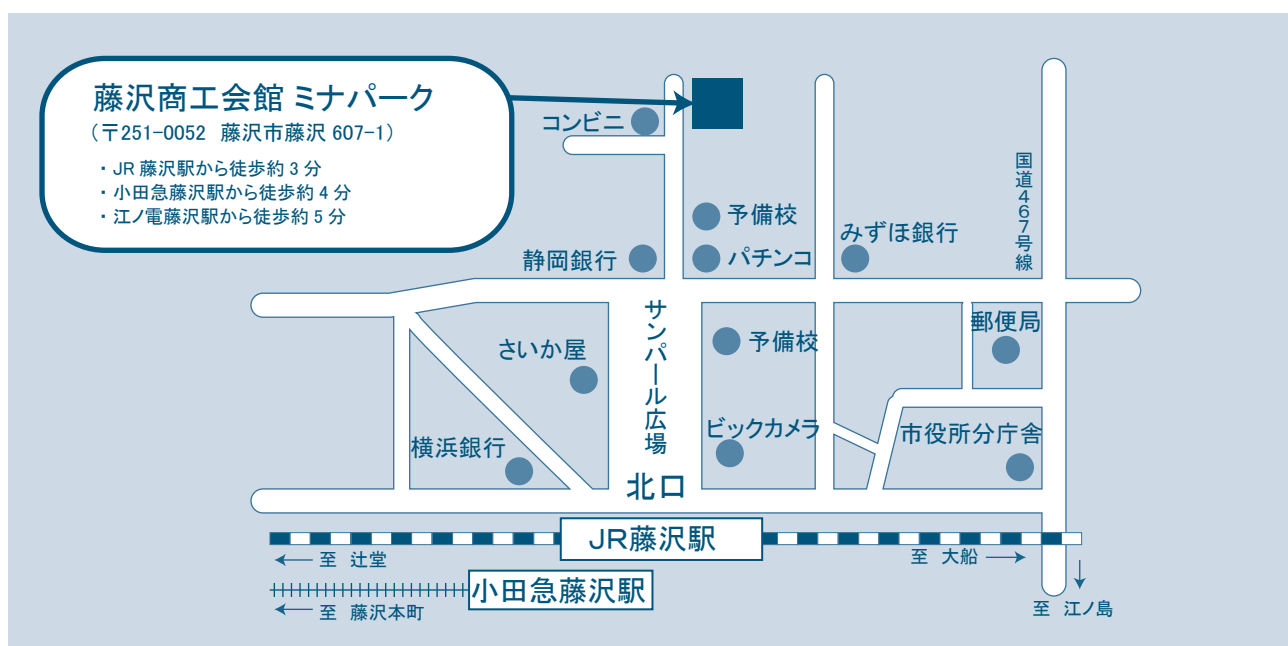 藤沢商工会館 ミナパーク
(〒251-0052 藤沢市藤沢 607-1)
・JR 藤沢駅から徒歩約 3 分
・小田急藤沢駅から徒歩約 4 分
・江ノ電藤沢駅から徒歩約 5 分
コンビニ
国道467号線
予備校
みずほ銀行
静岡銀行
パチンコ
サンパール広場
郵便局
さいか屋
予備校
横浜銀行
ビックカメラ
市役所分庁舎
北口
JR藤沢駅
至 辻堂
至 大船
小田急藤沢駅
至 藤沢本町
至 江ノ島